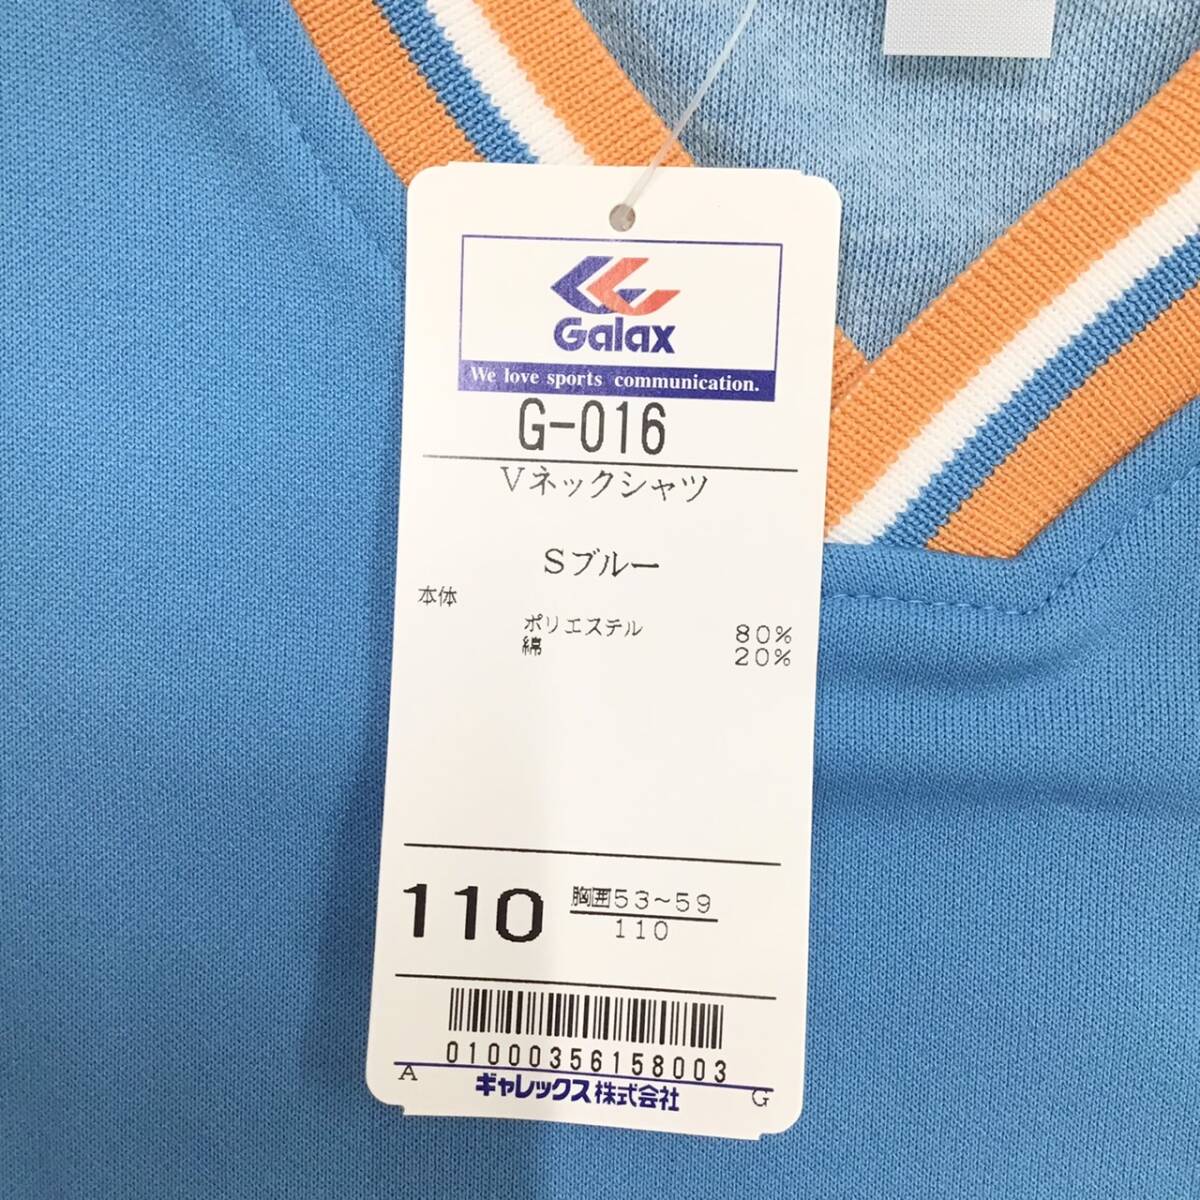 Galax
We love sports communication.
G-016
Vネックシャツ
Sブルー
本体
ポリエステル 80%
綿 20%
110
胸囲53~59
110
01000356158003
A
ギャレックス株式会社
G